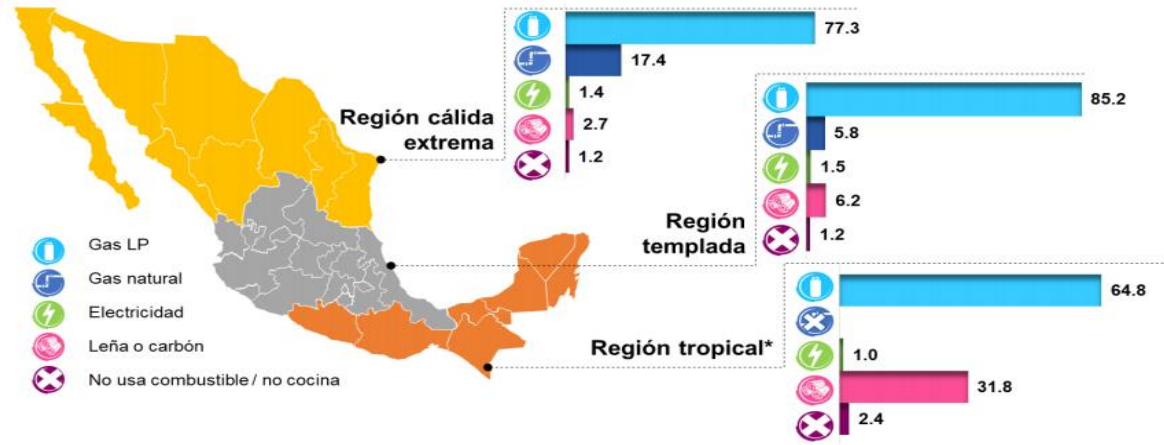 77.3
17.4
1.4
2.7
1.2
Región cálida
extrema
85.2
5.8
1.5
6.2
1.2
Región
templada
64.8
1.0
31.8
2.4
Región tropical*
Gas LP
Gas natural
Electricidad
Leña o carbón
No usa combustible / no cocina